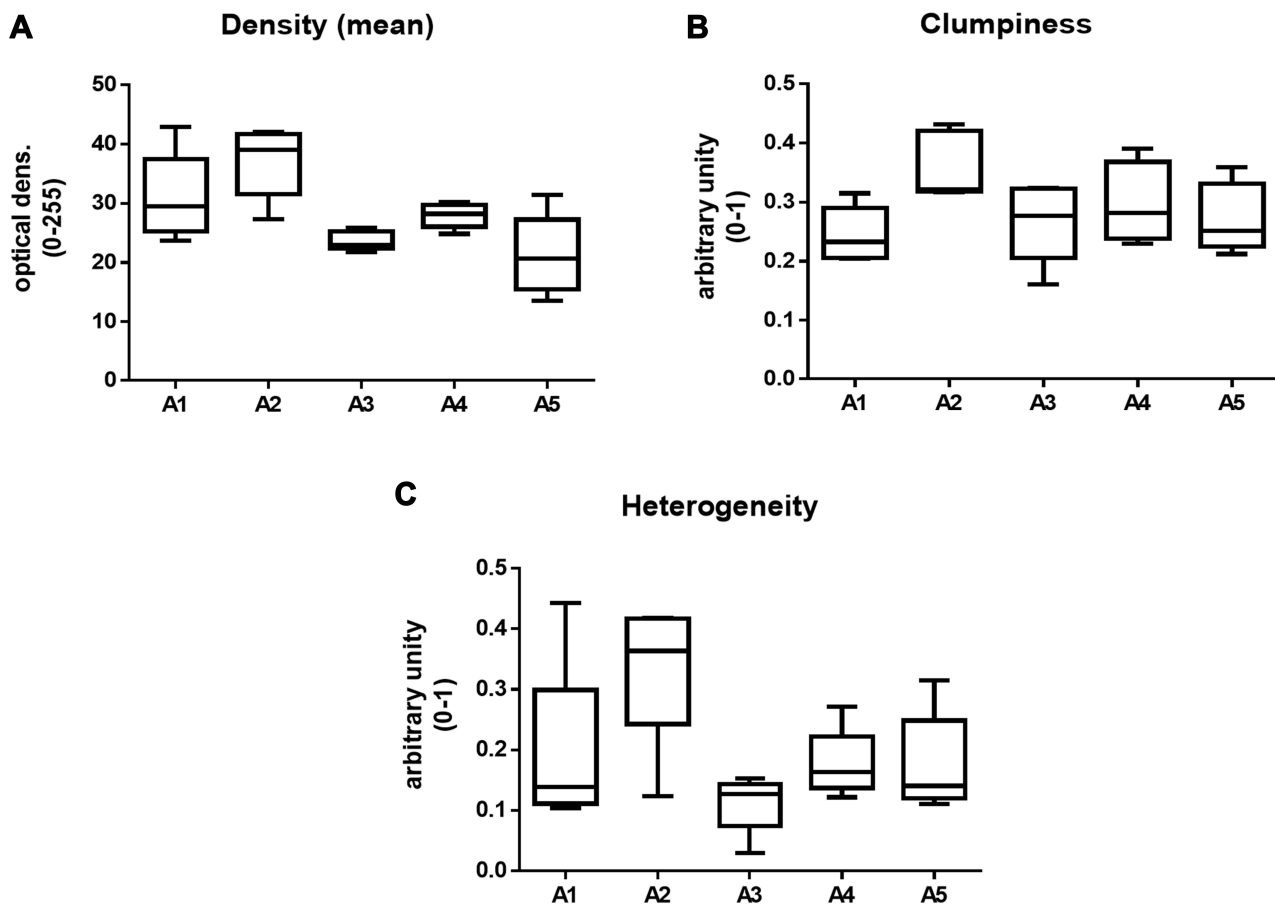 A
Density (mean)
optical dens.
(0-255)
50
40
30
20
10
0
A1 A2 A3 A4 A5
B
Clumpiness
arbitrary unity
(0-1)
0.5
0.4
0.3
0.2
0.1
0.0
A1 A2 A3 A4 A5
C
Heterogeneity
arbitrary unity
(0-1)
0.5
0.4
0.3
0.2
0.1
0.0
A1 A2 A3 A4 A5